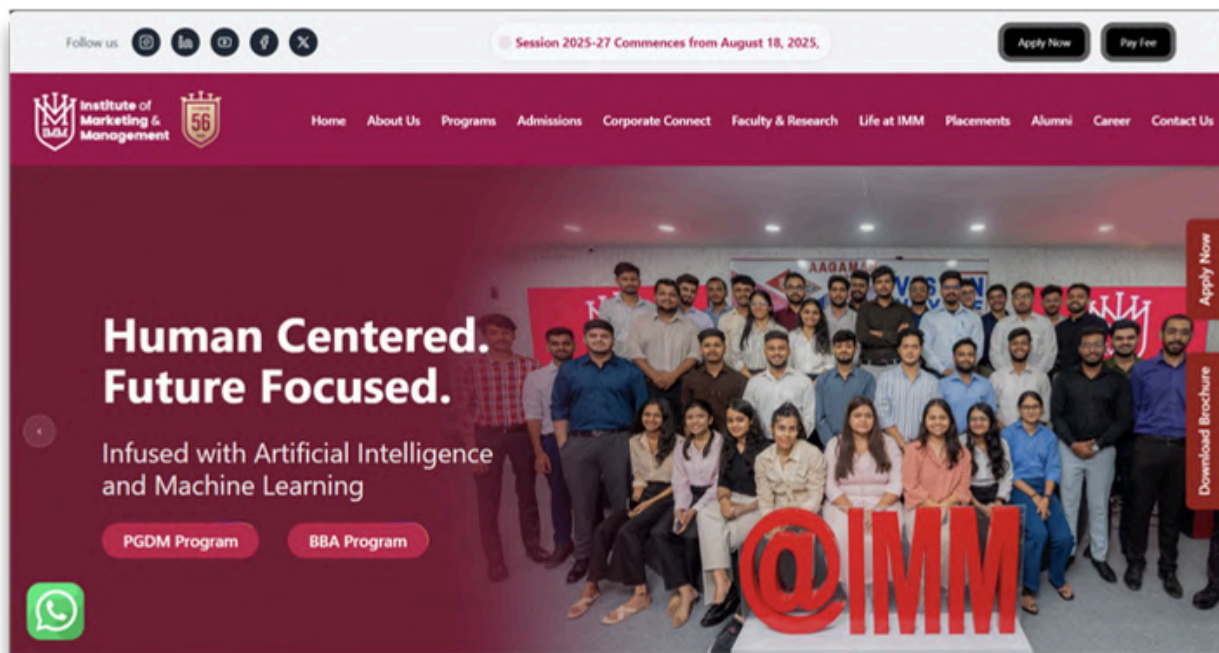 Follow us
Session 2025-27 Commences from August 18, 2025,
Apply Now
Pay Fee
IMM
Institute of
Marketing &
Management
56
Home
About Us
Programs
Admissions
Corporate Connect
Faculty & Research
Life at IMM
Placements
Alumni
Career
Contact Us
Human Centered.
Future Focused.
Infused with Artificial Intelligence
and Machine Learning
PGDM Program
BBA Program
Apply Now
Download Brochure
@IMM